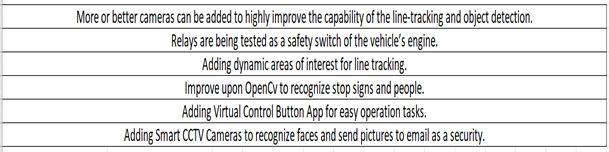 More or better cameras can be added to highly improve the capability of the line-tracking and object detection.
Relays are being tested as a safety switch of the vehicle's engine.
Adding dynamic areas of interest for line tracking.
Improve upon OpenCv to recognize stop signs and people.
Adding Virtual Control Button App for easy operation tasks.
Adding Smart CCTV Cameras to recognize faces and send pictures to email as a security.